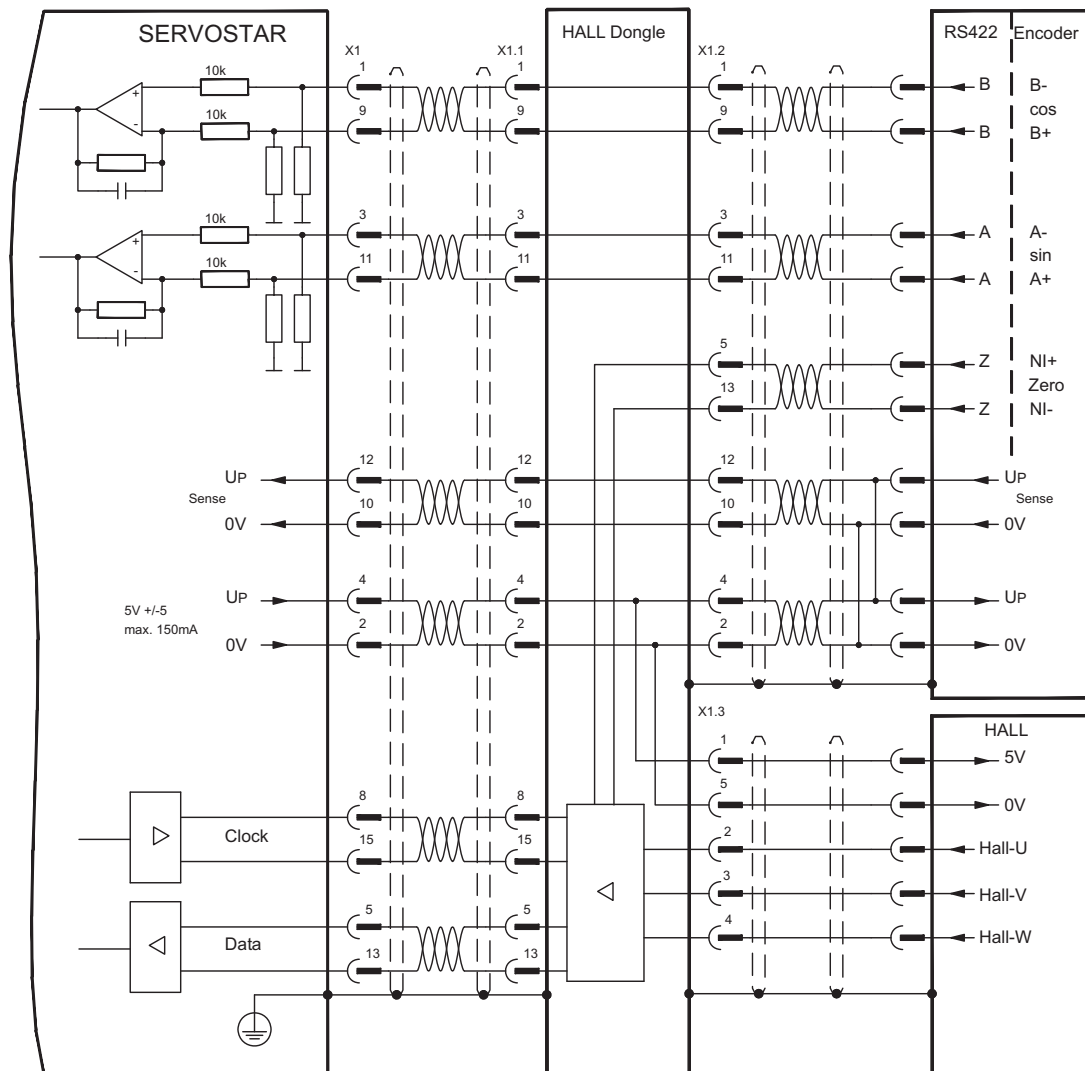 SERVOSTAR
HALL Dongle
RS422
Encoder
X1
X1.1
X1.2
10k
1
1
1
B
B-
cos
10k
9
9
9
B
B+
+
-
10k
3
3
3
A
A-
sin
10k
11
11
11
A
A+
+
-
5
Z
NI+
Zero
13
Z
NI-
UP
12
12
12
UP
Sense
Sense
0V
10
10
10
0V
5V +/-5
max. 150mA
UP
4
4
4
UP
0V
2
2
2
0V
X1.3
HALL
1
5V
5
0V
Clock
8
8
15
15
2
Hall-U
3
Hall-V
Data
5
5
13
13
4
Hall-W